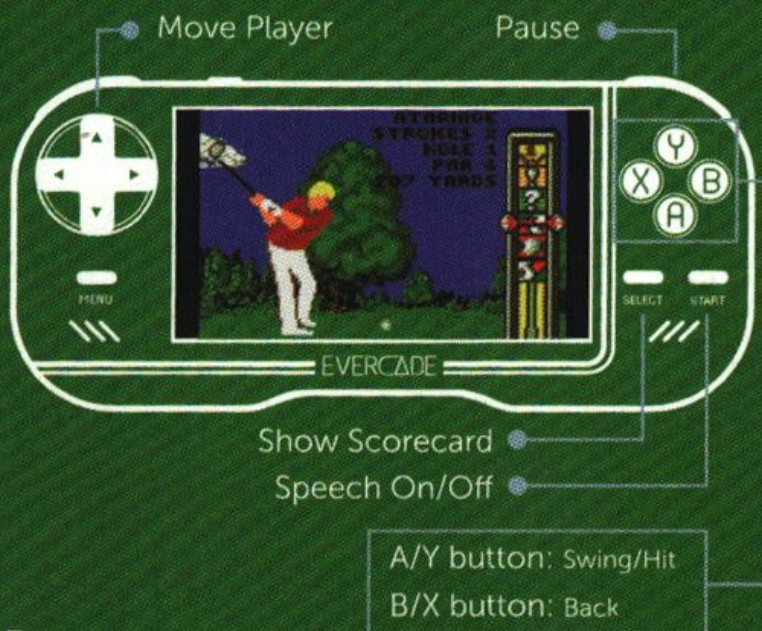 Move Player
Pause
ATARIAGE
STROKES 2
HOLE 1
PAR 4
YARDS
Y
X
B
A
MENU
SELECT
START
EVERCADE
Show Scorecard
Speech On/Off
A/Y button: Swing/Hit
B/X button: Back